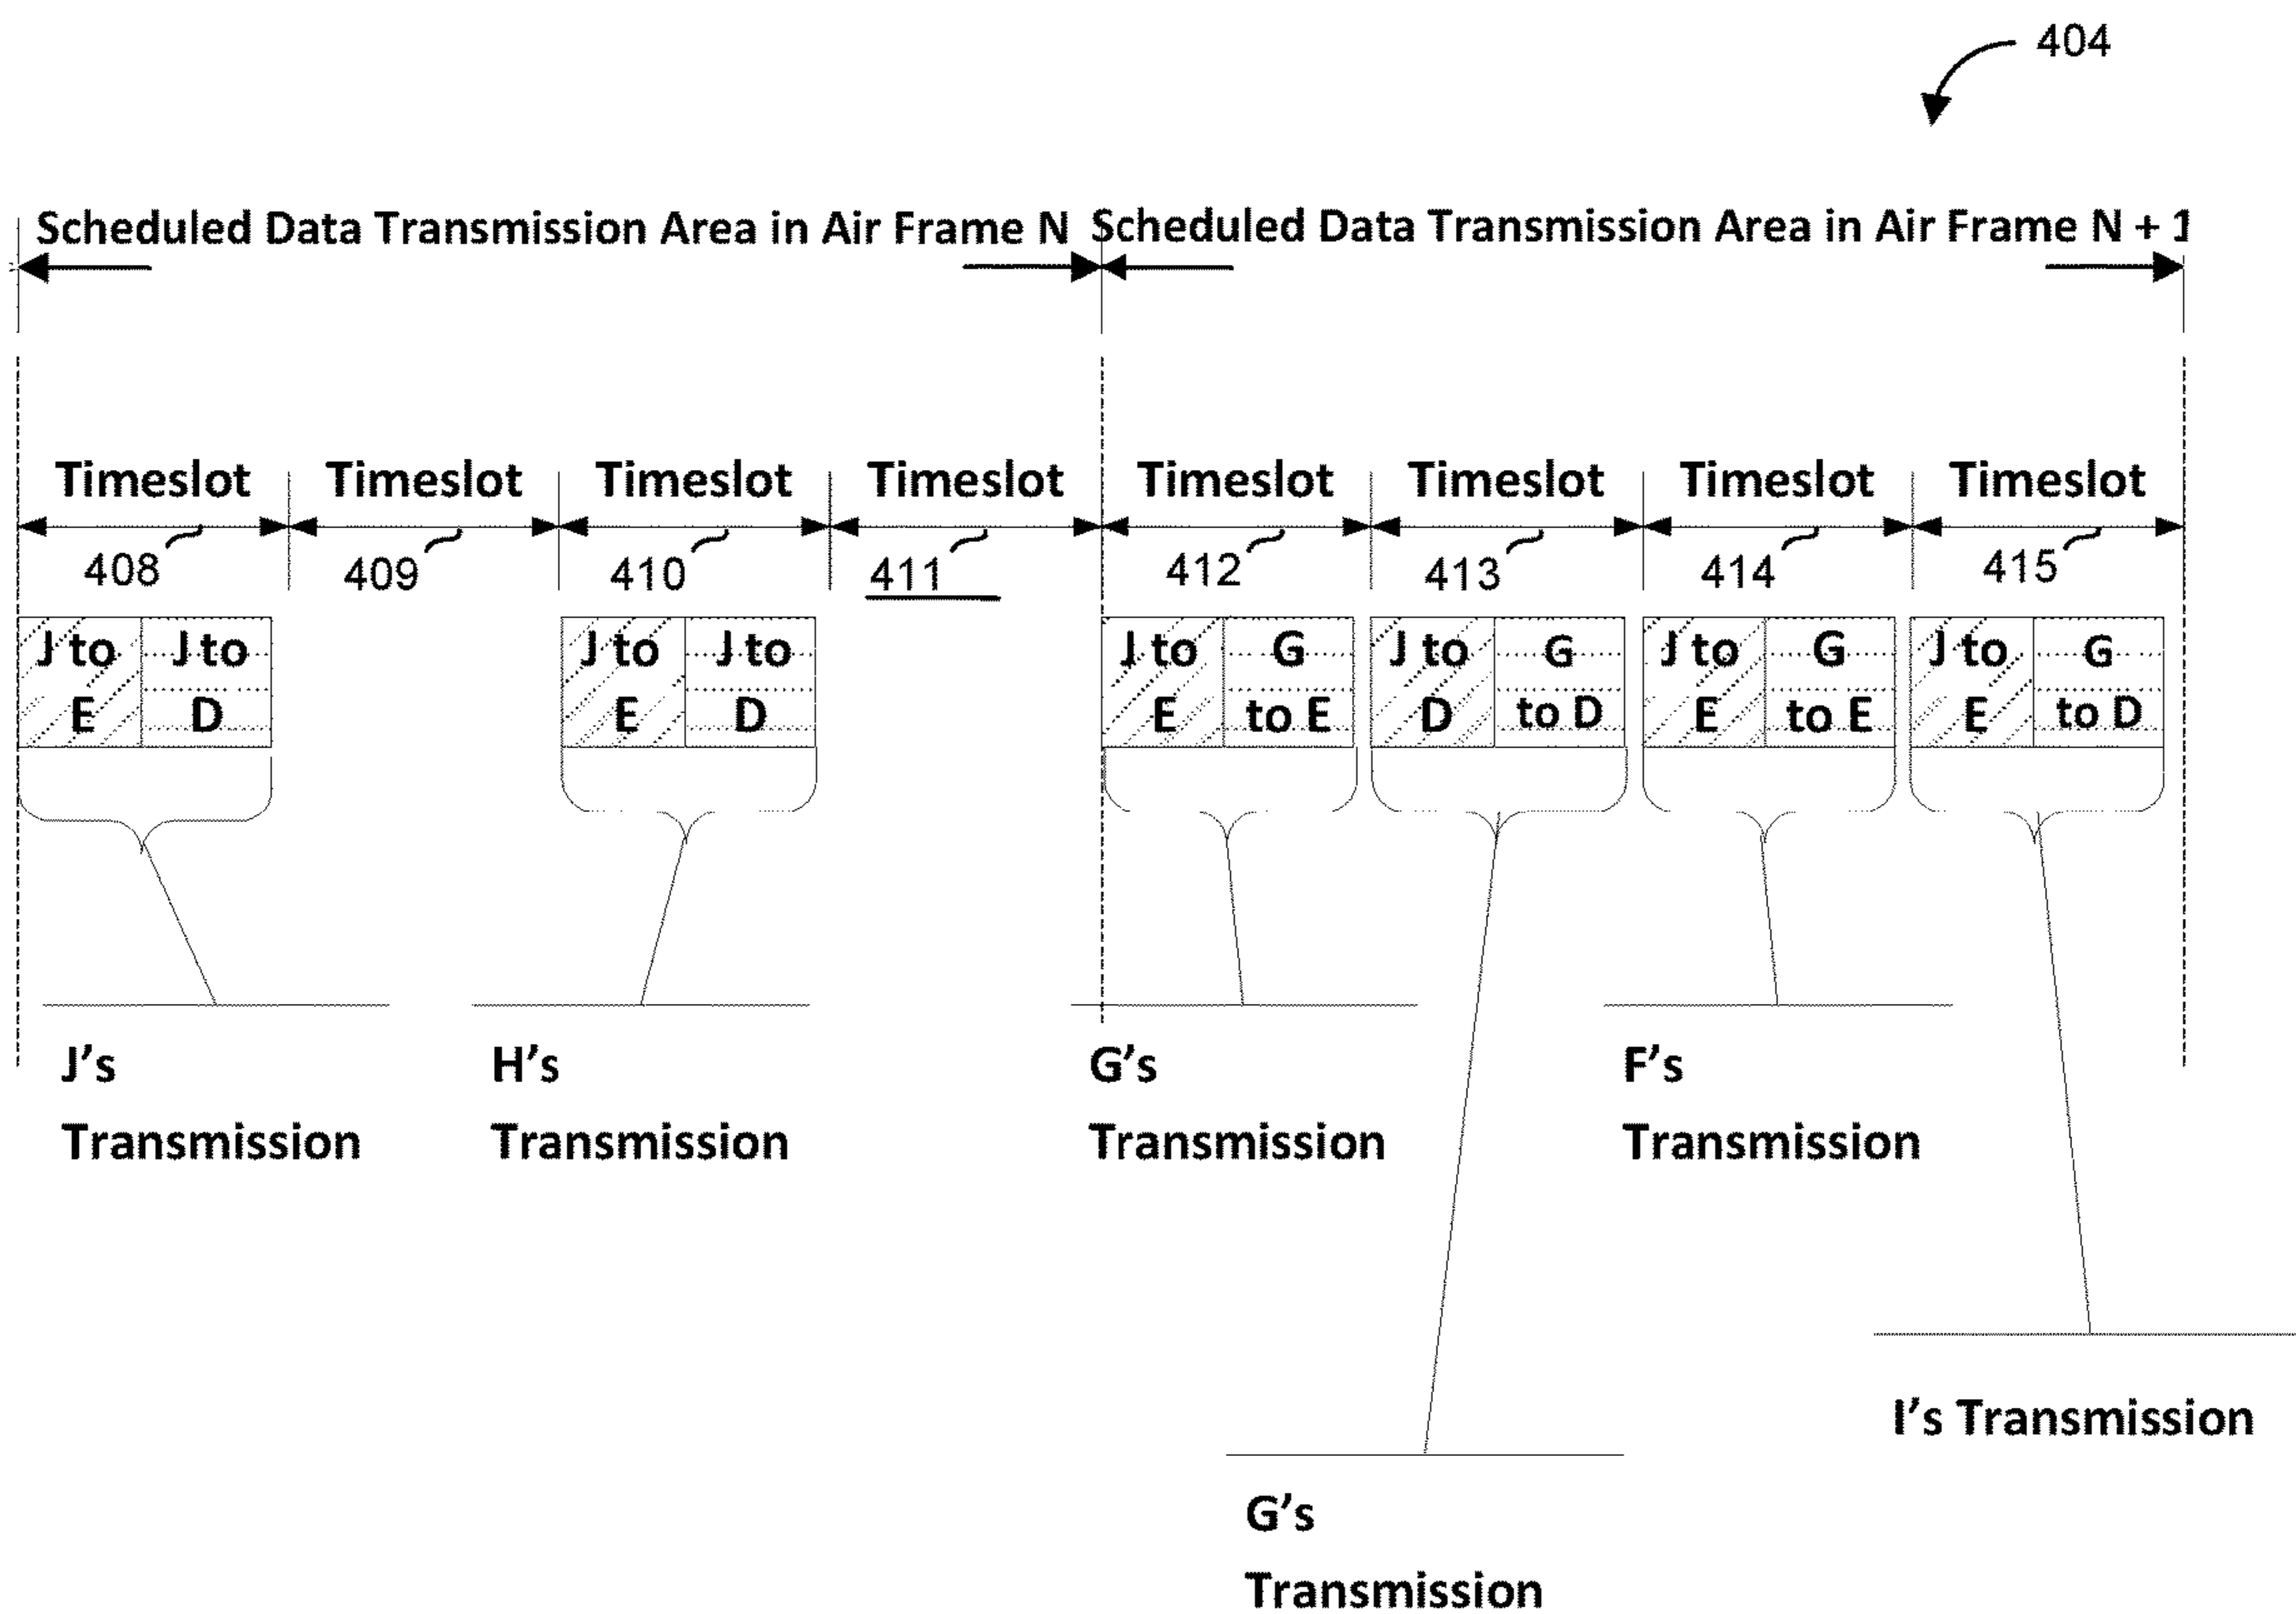 404
Scheduled Data Transmission Area in Air Frame N Scheduled Data Transmission Area in Air Frame N + 1
Timeslot Timeslot Timeslot Timeslot Timeslot Timeslot Timeslot Timeslot
408 409 410 411 412 413 414 415
J to J to J to J to J to G J to G J to G J to G
E D E D E to E D to D E to E E to D
J's H's G's F's
Transmission Transmission Transmission Transmission
I's Transmission
G's
Transmission